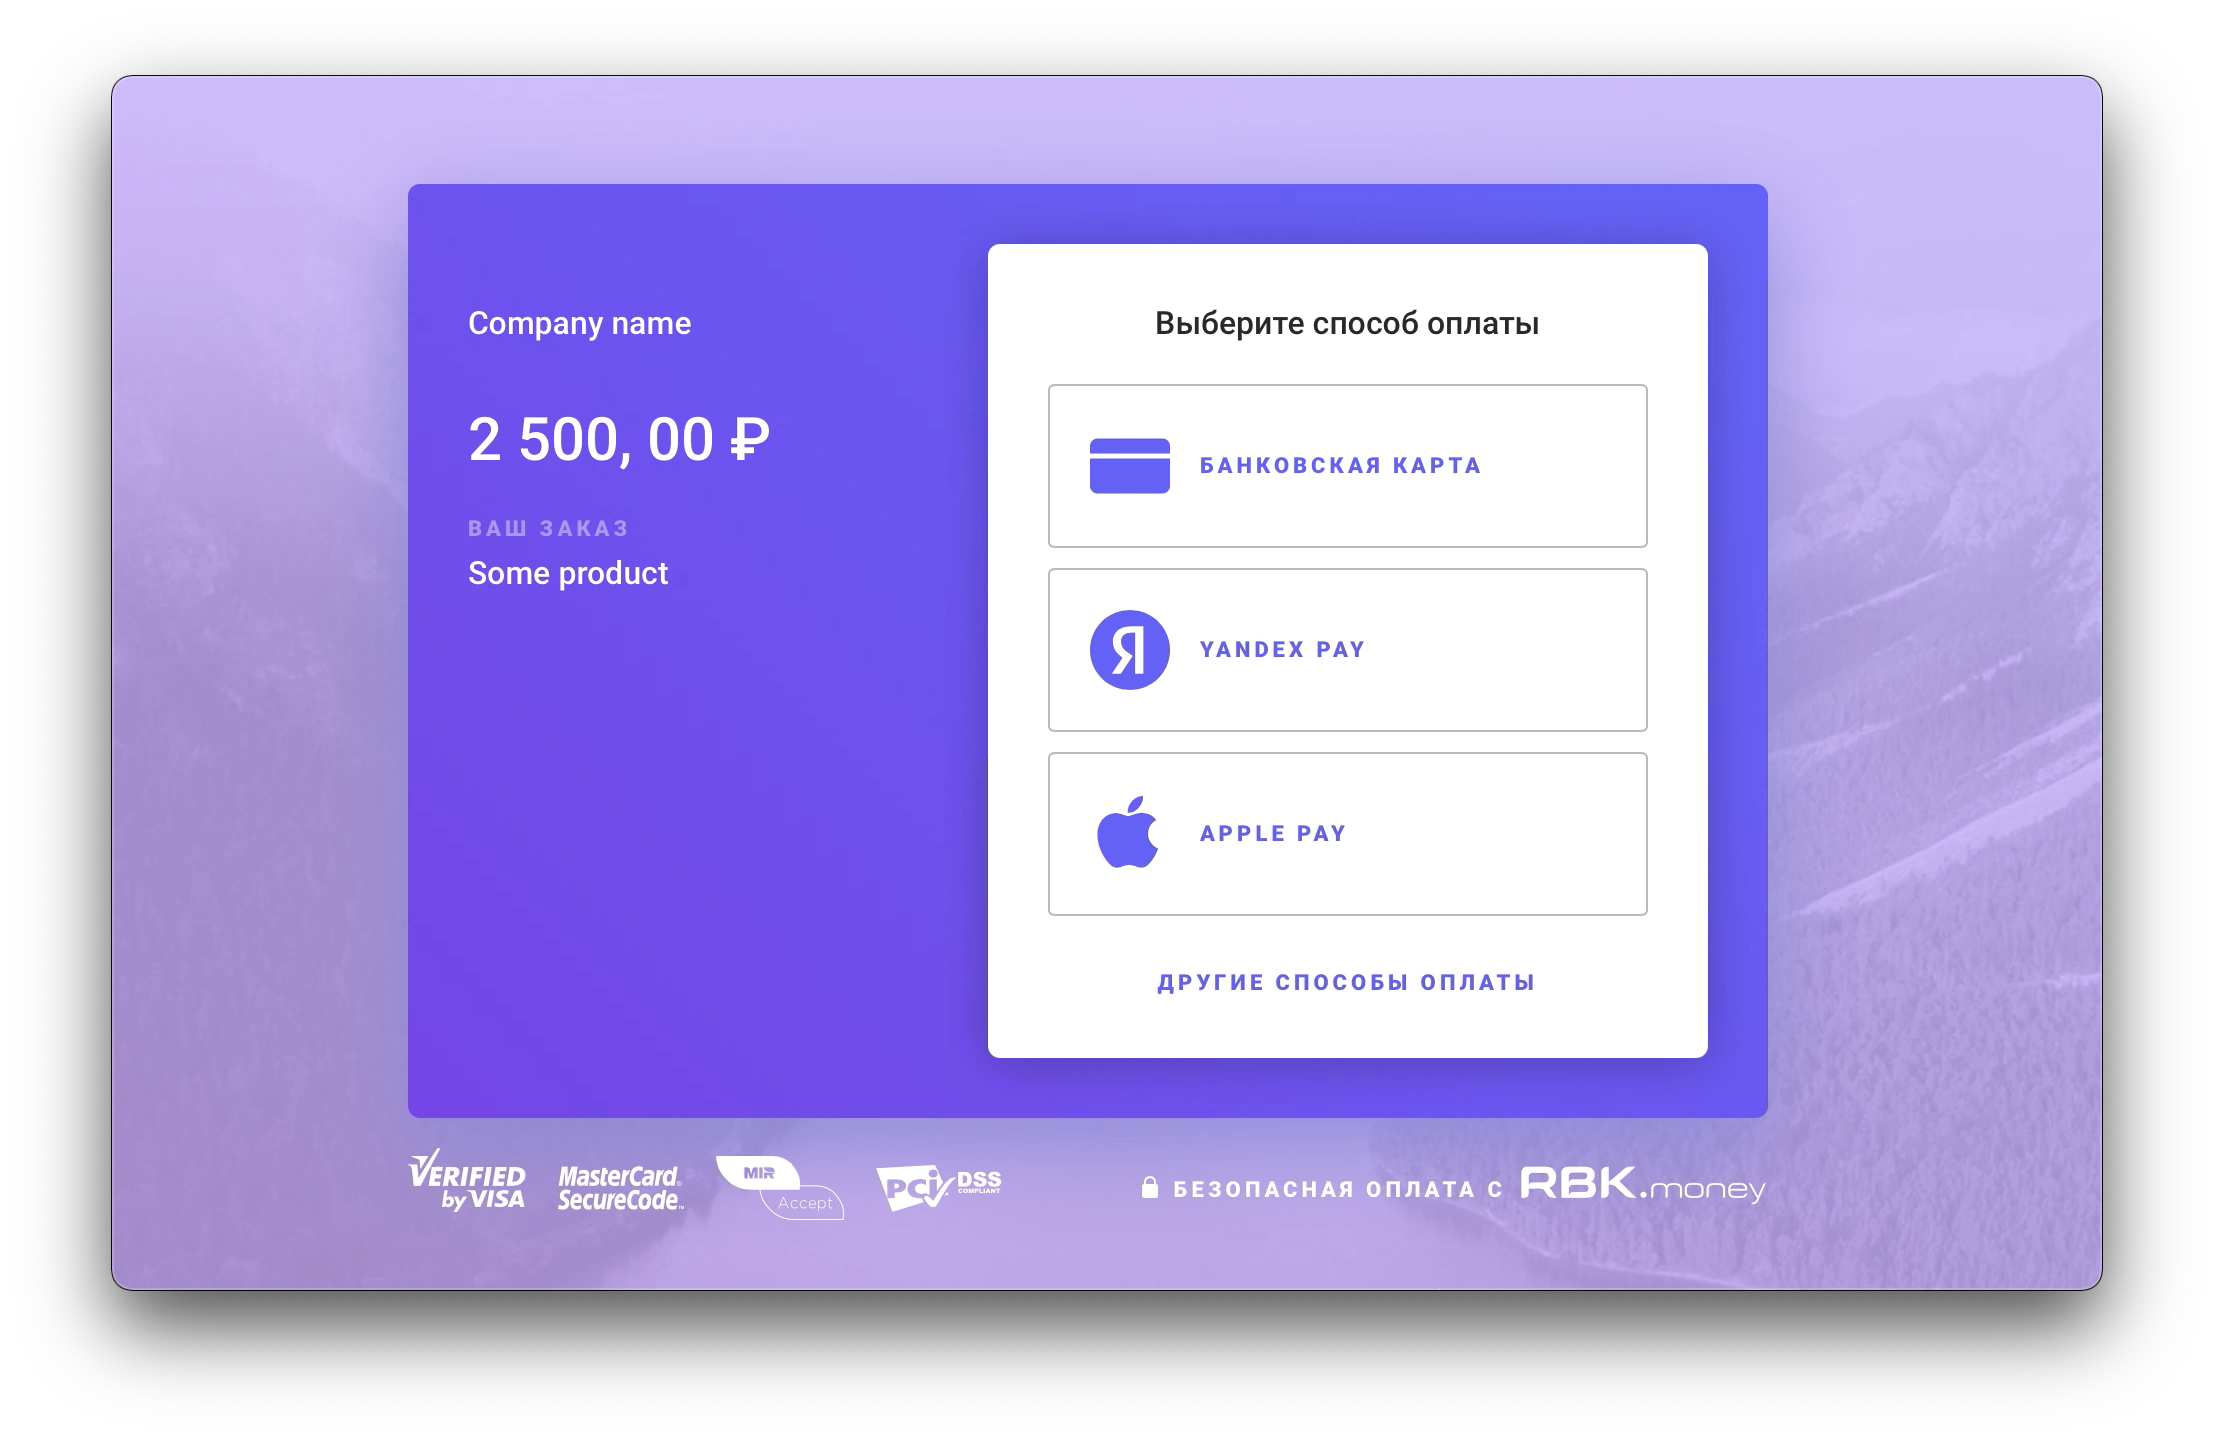 Company name
2 500, 00 ₽
ВАШ ЗАКАЗ
Some product
Выберите способ оплаты
БАНКОВСКАЯ КАРТА
Я
YANDEX PAY
APPLE PAY
ДРУГИЕ СПОСОБЫ ОПЛАТЫ
VERIFIED
by VISA
MasterCard®
SecureCode™
MIR
Accept
PCI DSS
COMPLIANT
БЕЗОПАСНАЯ ОПЛАТА С RBK.money